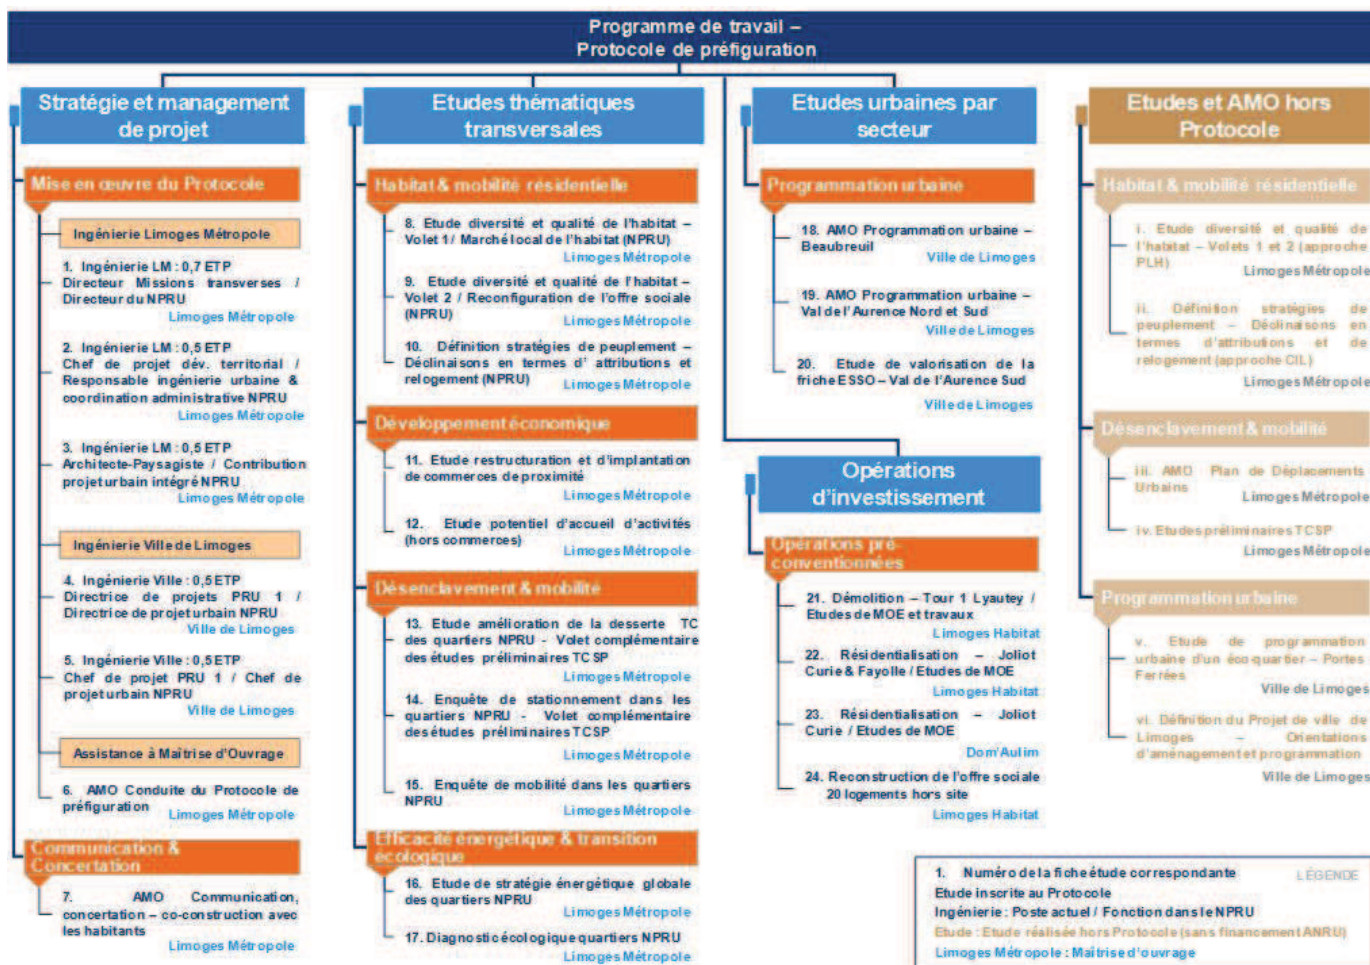 Programme de travail –
Protocole de préfiguration
Stratégie et management
de projet
Mise en œuvre du Protocole
Ingénierie Limoges Métropole
1. Ingénierie LM : 0,7 ETP
Directeur Missions transverses /
Directeur du NPRU
Limoges Métropole
2. Ingénierie LM : 0,5 ETP
Chef de projet dév. territorial /
Responsable ingénierie urbaine &
coordination administrative NPRU
Limoges Métropole
3. Ingénierie LM : 0,5 ETP
Architecte-Paysagiste / Contribution
projet urbain intégré NPRU
Limoges Métropole
Ingénierie Ville de Limoges
4. Ingénierie Ville : 0,5 ETP
Directrice de projets PRU 1 /
Directrice de projet urbain NPRU
Ville de Limoges
5. Ingénierie Ville : 0,5 ETP
Chef de projet PRU 1 / Chef de
projet urbain NPRU
Ville de Limoges
Assistance à Maîtrise d'Ouvrage
6. AMO Conduite du Protocole de
préfiguration
Limoges Métropole
Communication &
Concertation
7. AMO Communication,
concertation – co-construction avec
les habitants
Limoges Métropole
Etudes thématiques
transversales
Habitat & mobilité résidentielle
8. Etude diversité et qualité de l'habitat –
Volet 1 / Marché local de l'habitat (NPRU)
Limoges Métropole
9. Etude diversité et qualité de l'habitat –
Volet 2 / Reconfiguration de l'offre sociale
(NPRU)
Limoges Métropole
10. Définition stratégies de peuplement –
Déclinaisons en termes d' attributions et
relogement (NPRU)
Limoges Métropole
Développement économique
11. Etude restructuration et d'implantation
de commerces de proximité
Limoges Métropole
12. Etude potentiel d'accueil d'activités
(hors commerces)
Limoges Métropole
Désenclavement & mobilité
13. Etude amélioration de la desserte TC
des quartiers NPRU - Volet complémentaire
des études préliminaires TCSP
Limoges Métropole
14. Enquête de stationnement dans les
quartiers NPRU - Volet complémentaire
des études préliminaires TCSP
Limoges Métropole
15. Enquête de mobilité dans les quartiers
NPRU
Limoges Métropole
Efficacité énergétique & transition
écologique
16. Etude de stratégie énergétique globale
des quartiers NPRU
Limoges Métropole
17. Diagnostic écologique quartiers NPRU
Limoges Métropole
Etudes urbaines par
secteur
Programmation urbaine
18. AMO Programmation urbaine –
Beaubreuil
Ville de Limoges
19. AMO Programmation urbaine –
Val de l'Aurence Nord et Sud
Ville de Limoges
20. Etude de valorisation de la
friche ESSO – Val de l'Aurence Sud
Ville de Limoges
Opérations
d'investissement
Opérations pré-
conventionnées
21. Démolition – Tour 1 Lyautey /
Etudes de MOE et travaux
Limoges Habitat
22. Résidentialisation – Joliot
Curie & Fayolle / Etudes de MOE
Limoges Habitat
23. Résidentialisation – Joliot
Curie / Etudes de MOE
Dom'Aulim
24. Reconstruction de l'offre sociale
20 logements hors site
Limoges Habitat
Etudes et AMO hors
Protocole
Habitat & mobilité résidentielle
i. Etude diversité et qualité de
l'habitat – Volets 1 et 2 (approche
PLH)
Limoges Métropole
ii. Définition stratégies de
peuplement – Déclinaisons en
termes d'attributions et de
relogement (approche CIL)
Limoges Métropole
Désenclavement & mobilité
iii. AMO Plan de Déplacements
Urbains
Limoges Métropole
iv. Etudes préliminaires TCSP
Limoges Métropole
Programmation urbaine
v. Etude de programmation
urbaine d'un éco-quartier – Portes
Ferrées
Ville de Limoges
vi. Définition du Projet de ville de
Limoges – Orientations
d'aménagement et programmation
Ville de Limoges
LÉGENDE
1. Numéro de la fiche étude correspondante
Etude inscrite au Protocole
Ingénierie : Poste actuel / Fonction dans le NPRU
Etude : Etude réalisée hors Protocole (sans financement ANRU)
Limoges Métropole : Maîtrise d'ouvrage